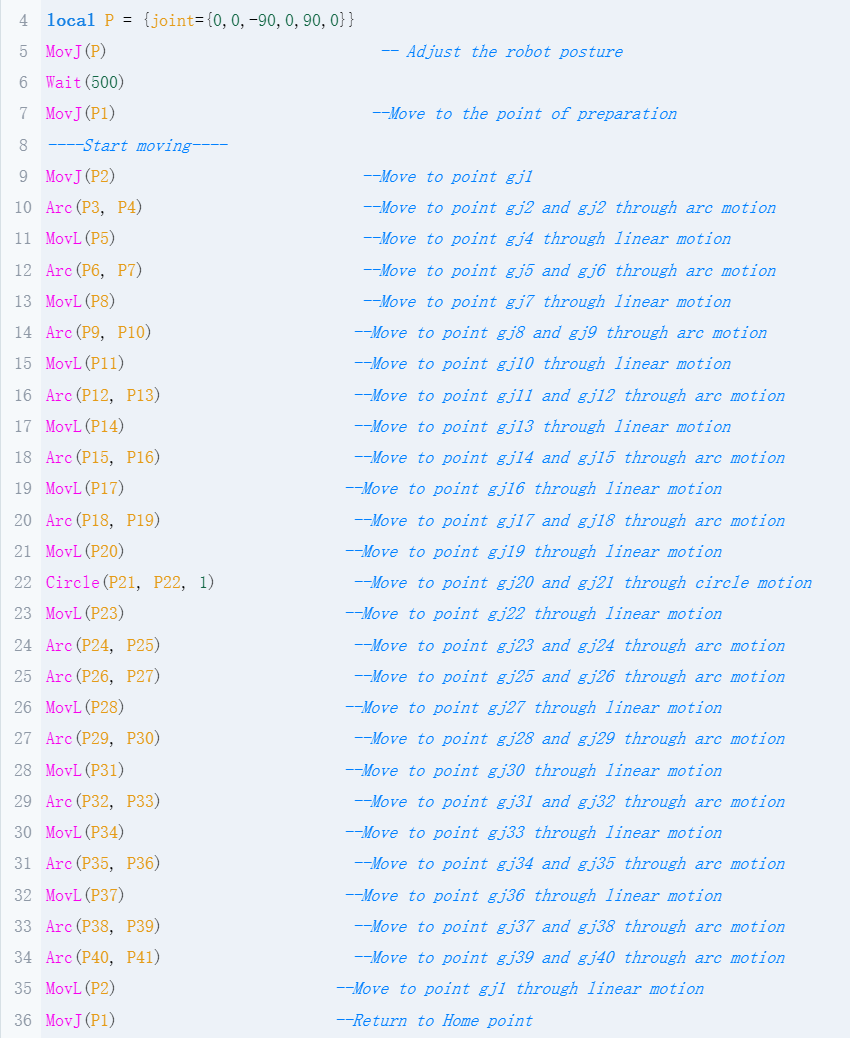 4 local P = {joint={0,0,-90,0,90,0}}
5 MovJ(P) -- Adjust the robot posture
6 Wait(500)
7 MovJ(P1) --Move to the point of preparation
8 ----Start moving----
9 MovJ(P2) --Move to point gj1
10 Arc(P3, P4) --Move to point gj2 and gj2 through arc motion
11 MovL(P5) --Move to point gj4 through linear motion
12 Arc(P6, P7) --Move to point gj5 and gj6 through arc motion
13 MovL(P8) --Move to point gj7 through linear motion
14 Arc(P9, P10) --Move to point gj8 and gj9 through arc motion
15 MovL(P11) --Move to point gj10 through linear motion
16 Arc(P12, P13) --Move to point gj11 and gj12 through arc motion
17 MovL(P14) --Move to point gj13 through linear motion
18 Arc(P15, P16) --Move to point gj14 and gj15 through arc motion
19 MovL(P17) --Move to point gj16 through linear motion
20 Arc(P18, P19) --Move to point gj17 and gj18 through arc motion
21 MovL(P20) --Move to point gj19 through linear motion
22 Circle(P21, P22, 1) --Move to point gj20 and gj21 through circle motion
23 MovL(P23) --Move to point gj22 through linear motion
24 Arc(P24, P25) --Move to point gj23 and gj24 through arc motion
25 Arc(P26, P27) --Move to point gj25 and gj26 through arc motion
26 MovL(P28) --Move to point gj27 through linear motion
27 Arc(P29, P30) --Move to point gj28 and gj29 through arc motion
28 MovL(P31) --Move to point gj30 through linear motion
29 Arc(P32, P33) --Move to point gj31 and gj32 through arc motion
30 MovL(P34) --Move to point gj33 through linear motion
31 Arc(P35, P36) --Move to point gj34 and gj35 through arc motion
32 MovL(P37) --Move to point gj36 through linear motion
33 Arc(P38, P39) --Move to point gj37 and gj38 through arc motion
34 Arc(P40, P41) --Move to point gj39 and gj40 through arc motion
35 MovL(P2) --Move to point gj1 through linear motion
36 MovJ(P1) --Return to Home point